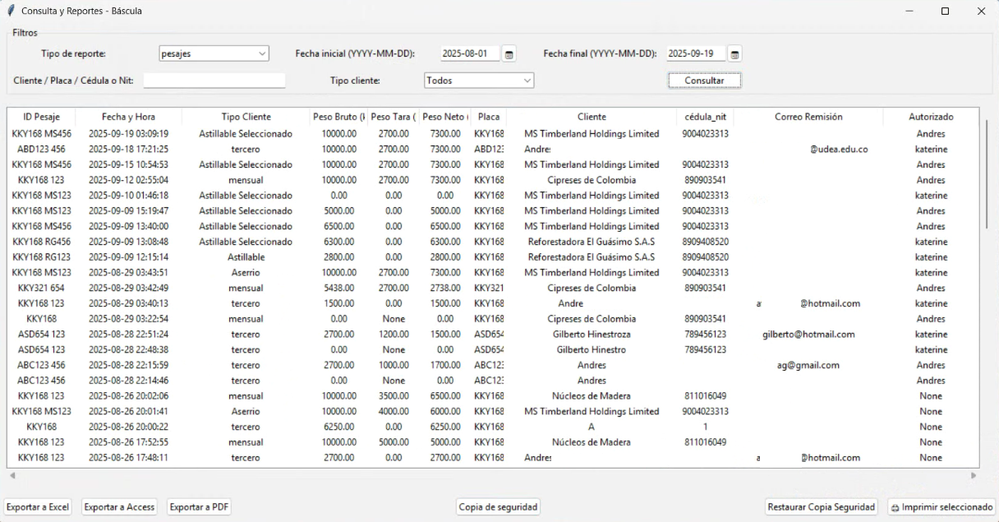 Consulta y Reportes - Báscula
Filtros
Tipo de reporte: pesajes Fecha inicial (YYYY-MM-DD): 2025-08-01 Fecha final (YYYY-MM-DD): 2025-09-19
Cliente / Placa / Cédula o Nit: Tipo cliente: Todos Consultar
ID Pesaje Fecha y Hora Tipo Cliente Peso Bruto (k Peso Tara ( Peso Neto ( Placa Cliente cédula_nit Correo Remisión Autorizado
KKY168 MS456 2025-09-19 03:09:19 Astillable Seleccionado 10000.00 2700.00 7300.00 KKY168 MS Timberland Holdings Limited 9004023313 Andres
ABD123 456 2025-09-18 17:21:25 tercero 10000.00 2700.00 7300.00 ABD12: Andres @udea.edu.co katerine
KKY168 MS456 2025-09-15 10:54:53 Astillable Seleccionado 10000.00 2700.00 7300.00 KKY168 MS Timberland Holdings Limited 9004023313 Andres
KKY168 123 2025-09-12 02:55:04 mensual 10000.00 2700.00 7300.00 KKY168 Cipreses de Colombia 890903541 Andres
KKY168 MS123 2025-09-10 01:46:18 Astillable Seleccionado 0.00 0.00 0.00 KKY168 MS Timberland Holdings Limited 9004023313 katerine
KKY168 MS123 2025-09-09 15:19:47 Astillable Seleccionado 5000.00 0.00 5000.00 KKY168 MS Timberland Holdings Limited 9004023313 Andres
KKY168 MS456 2025-09-09 13:40:00 Astillable Seleccionado 6500.00 0.00 6500.00 KKY168 MS Timberland Holdings Limited 9004023313 Andres
KKY168 RG456 2025-09-09 13:08:48 Astillable Seleccionado 6300.00 0.00 6300.00 KKY168 Reforestadora El Guásimo S.A.S 8909408520 katerine
KKY168 RG123 2025-09-09 12:15:14 Astillable 2800.00 0.00 2800.00 KKY168 Reforestadora El Guásimo S.A.S 8909408520 katerine
KKY168 MS123 2025-08-29 03:43:51 Aserrio 10000.00 2700.00 7300.00 KKY168 MS Timberland Holdings Limited 9004023313 katerine
KKY321 654 2025-08-29 03:42:49 mensual 5438.00 2700.00 2738.00 KKY321 Cipreses de Colombia 890903541 Andres
KKY168 123 2025-08-29 03:40:13 tercero 1500.00 0.00 1500.00 KKY168 Andre a @hotmail.com katerine
KKY168 2025-08-29 03:22:54 mensual 0.00 None 0.00 KKY168 Cipreses de Colombia 890903541 Andres
ASD654 123 2025-08-28 22:51:24 tercero 2700.00 1200.00 1500.00 ASD654 Gilberto Hinestroza 789456123 gilberto@hotmail.com katerine
ASD654 123 2025-08-28 22:48:38 tercero 0.00 None 0.00 ASD654 Gilberto Hinestro 789456123 katerine
ABC123 456 2025-08-28 22:15:59 tercero 2700.00 1000.00 1700.00 ABC12: Andres ag@gmail.com Andres
ABC123 456 2025-08-28 22:14:46 tercero 0.00 None 0.00 ABC12: Andres Andres
KKY168 123 2025-08-26 20:02:06 mensual 10000.00 3500.00 6500.00 KKY168 Núcleos de Madera 811016049 None
KKY168 MS123 2025-08-26 20:01:41 Aserrio 10000.00 4000.00 6000.00 KKY168 MS Timberland Holdings Limited 9004023313 None
KKY168 2025-08-26 20:00:22 tercero 6250.00 0.00 6250.00 KKY168 A 1 None
KKY168 123 2025-08-26 17:52:55 mensual 10000.00 5000.00 5000.00 KKY168 Núcleos de Madera 811016049 None
KKY168 123 2025-08-26 17:48:11 tercero 2700.00 0.00 2700.00 KKY168 Andres a @hotmail.com None
Exportar a Excel Exportar a Access Exportar a PDF Copia de seguridad Restaurar Copia Seguridad Imprimir seleccionado